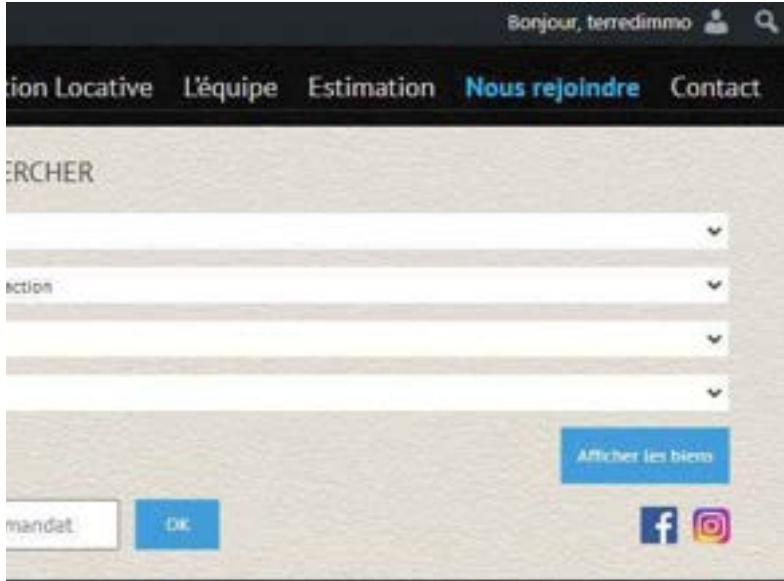 Bonjour, terredimmo
tion Locative L'équipe Estimation Nous rejoindre Contact
ERCHER
action
Afficher les biens
mandat OK